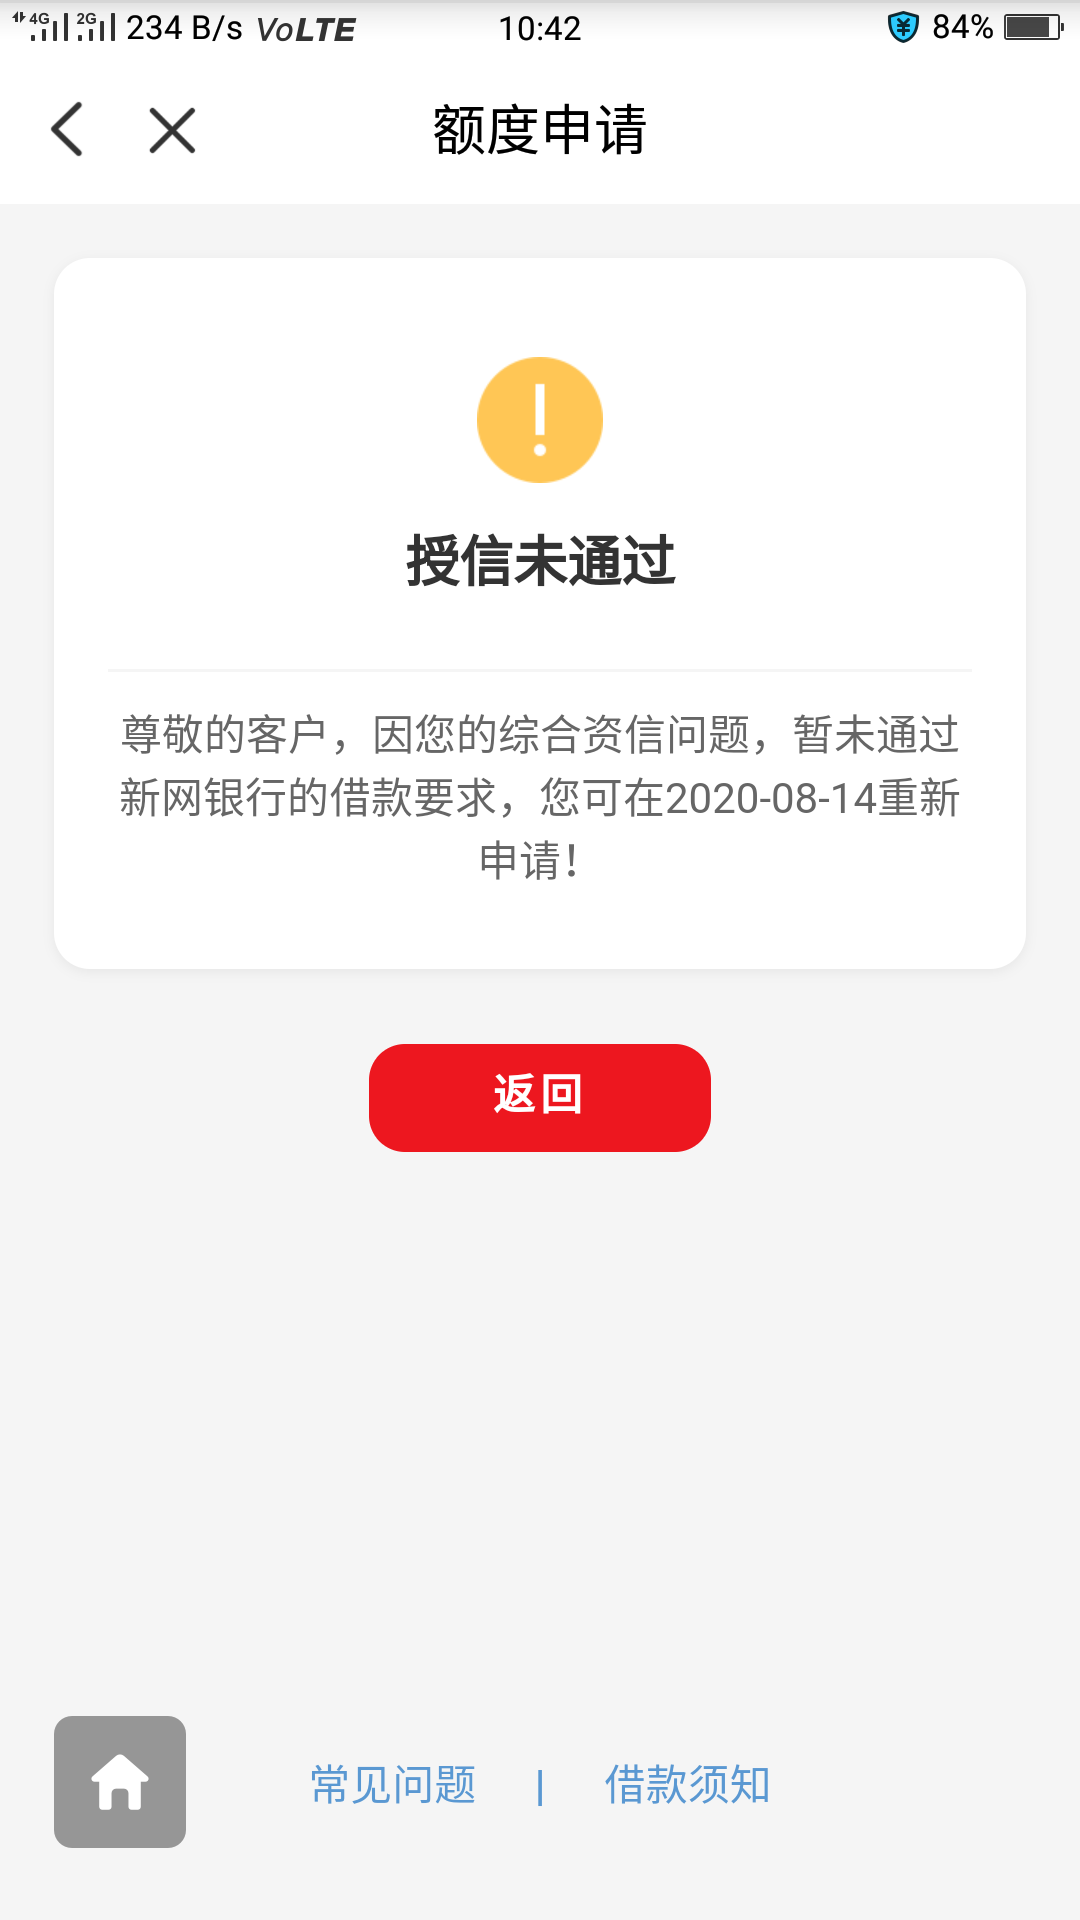 4G 2G 234 B/s VoLTE 10:42 84%
额度申请
授信未通过
尊敬的客户，因您的综合资信问题，暂未通过
新网银行的借款要求，您可在2020-08-14重新
申请！
返回
常见问题 | 借款须知